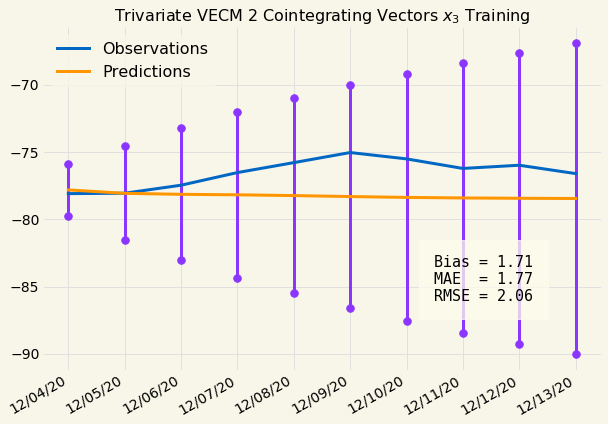 Trivariate VECM 2 Cointegrating Vectors x₃ Training
Observations
Predictions
−70
−75
−80
−85
−90
Bias = 1.71
MAE  = 1.77
RMSE = 2.06
12/04/20
12/05/20
12/06/20
12/07/20
12/08/20
12/09/20
12/10/20
12/11/20
12/12/20
12/13/20